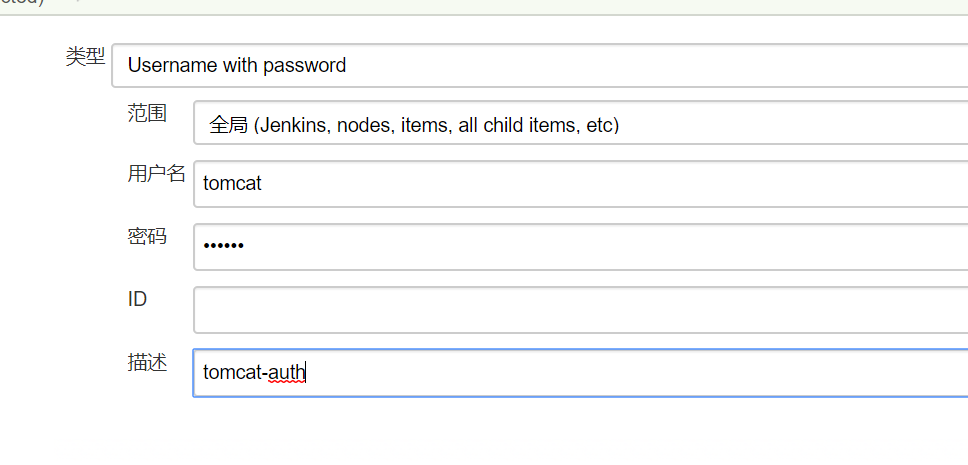 类型 Username with password
范围 全局 (Jenkins, nodes, items, all child items, etc)
用户名 tomcat
密码 ••••••
ID
描述 tomcat-auth